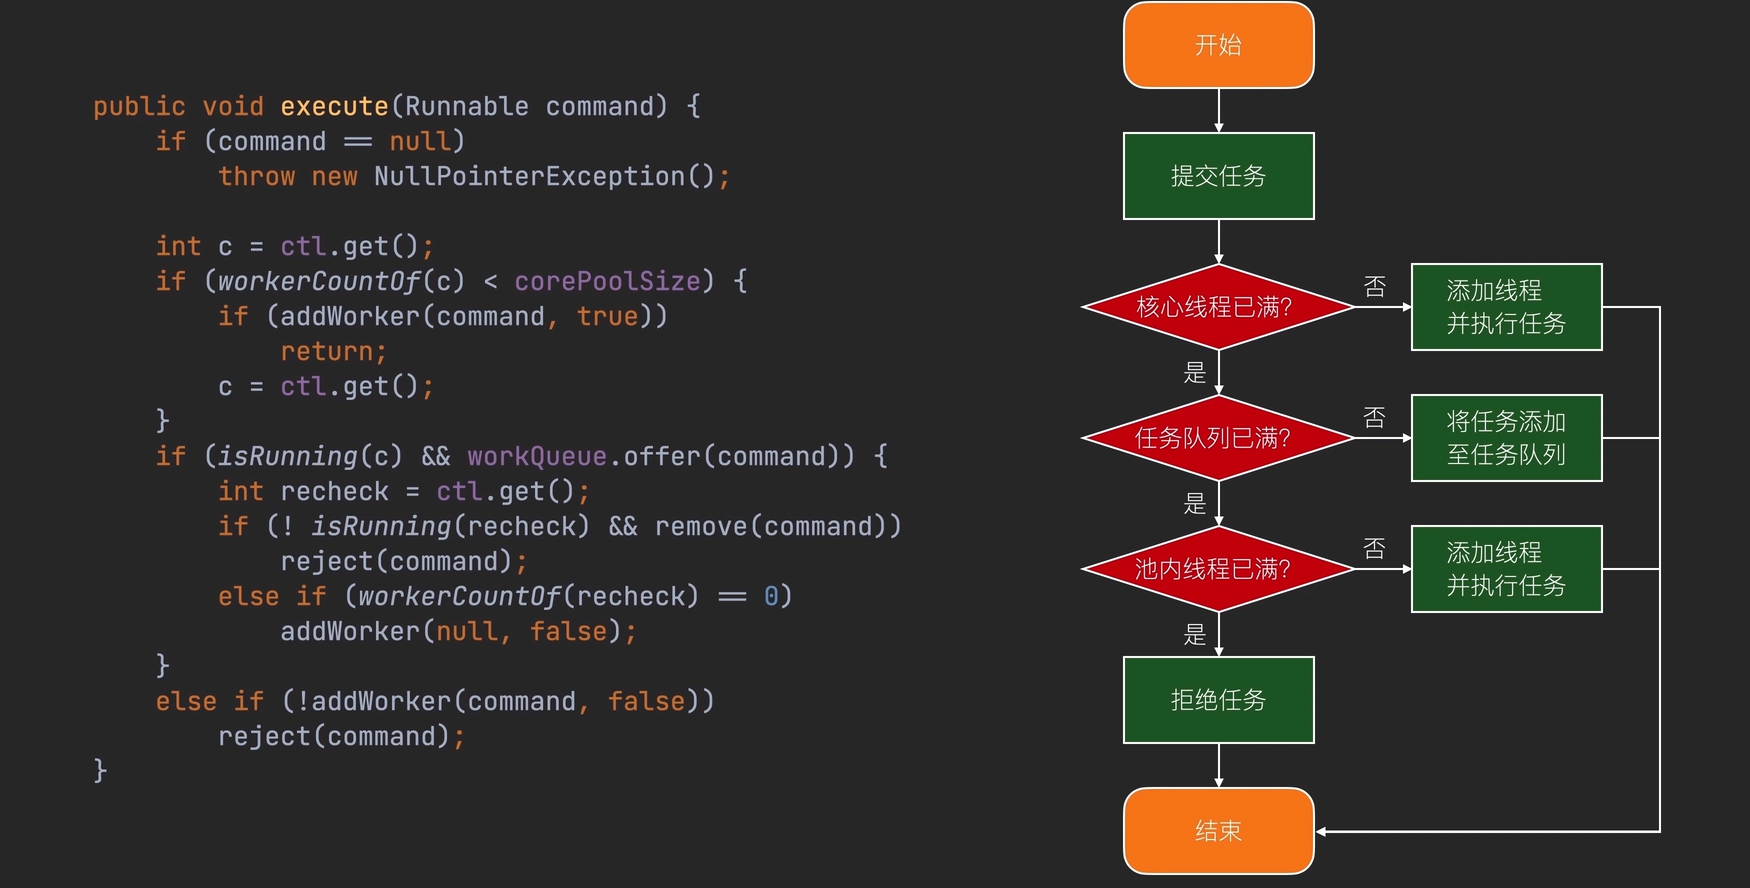 public void execute(Runnable command) {
    if (command == null)
        throw new NullPointerException();

    int c = ctl.get();
    if (workerCountOf(c) < corePoolSize) {
        if (addWorker(command, true))
            return;
        c = ctl.get();
    }
    if (isRunning(c) && workQueue.offer(command)) {
        int recheck = ctl.get();
        if (! isRunning(recheck) && remove(command))
            reject(command);
        else if (workerCountOf(recheck) == 0)
            addWorker(null, false);
    }
    else if (!addWorker(command, false))
        reject(command);
}
开始
提交任务
核心线程已满?
否
添加线程
并执行任务
是
任务队列已满?
否
将任务添加
至任务队列
是
池内线程已满?
否
添加线程
并执行任务
是
拒绝任务
结束